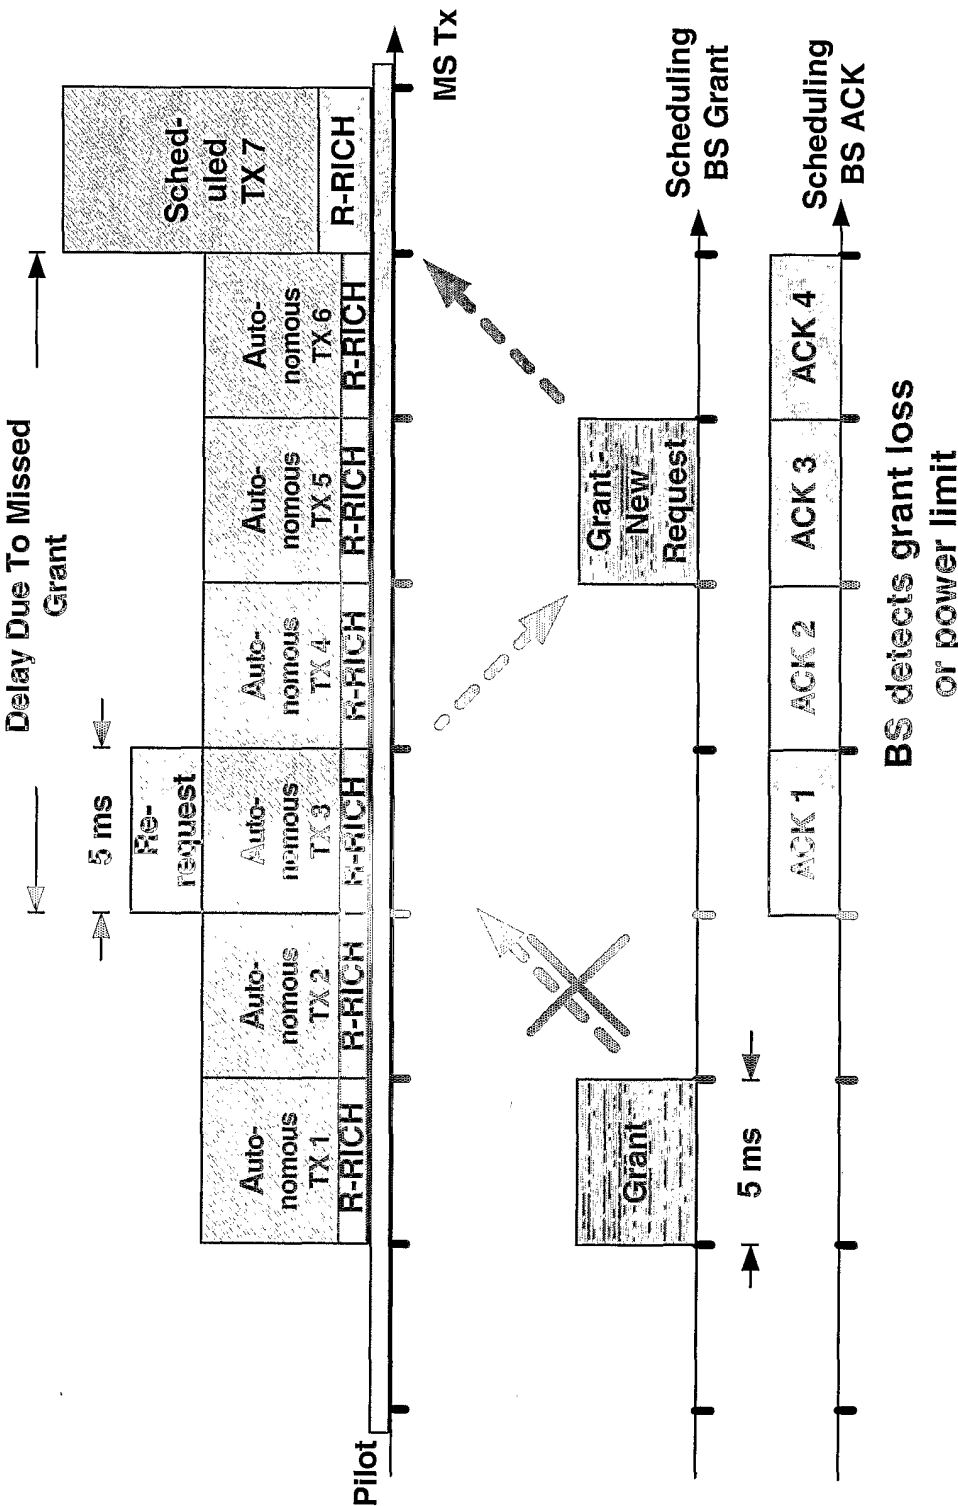 Delay Due To Missed
Grant
5 ms
Re-
request
Auto-
nomous
TX 1
Auto-
nomous
TX 2
Auto-
nomous
TX 3
Auto-
nomous
TX 4
Auto-
nomous
TX 5
Auto-
nomous
TX 6
Sched-
uled
TX 7
R-RICH
R-RICH
R-RICH
R-RICH
R-RICH
R-RICH
R-RICH
Pilot
MS Tx
Grant
Grant
New
Request
Scheduling
BS Grant
5 ms
ACK 1
ACK 2
ACK 3
ACK 4
Scheduling
BS ACK
BS detects grant loss
or power limit